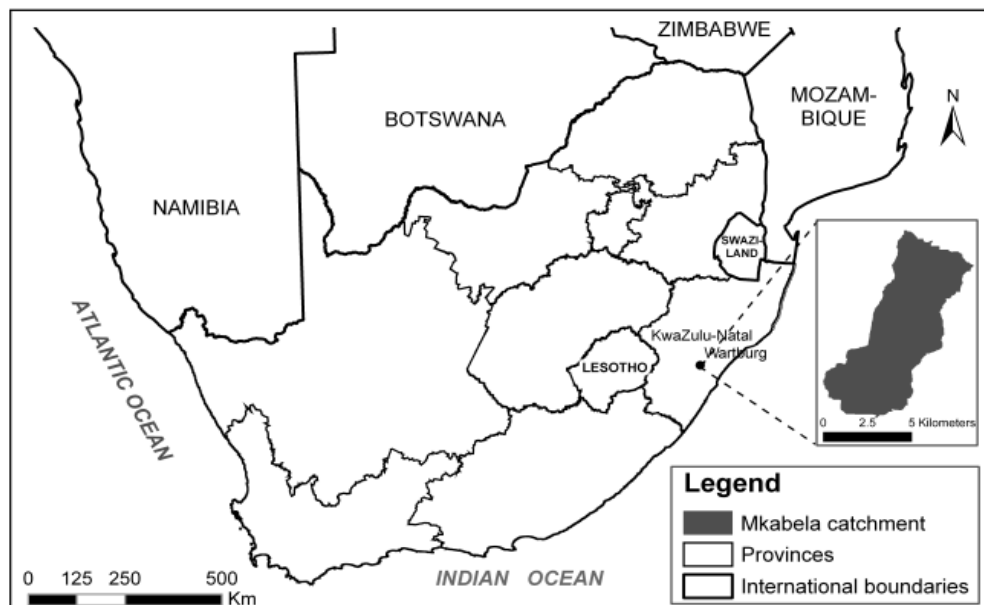 ZIMBABWE
MOZAM-
BIQUE
N
BOTSWANA
NAMIBIA
SWAZI-
LAND
ATLANTIC OCEAN
KwaZulu-Natal
Wartburg
LESOTHO
0 2.5 5 Kilometers
Legend
Mkabela catchment
Provinces
International boundaries
0 125 250 500
Km
INDIAN OCEAN